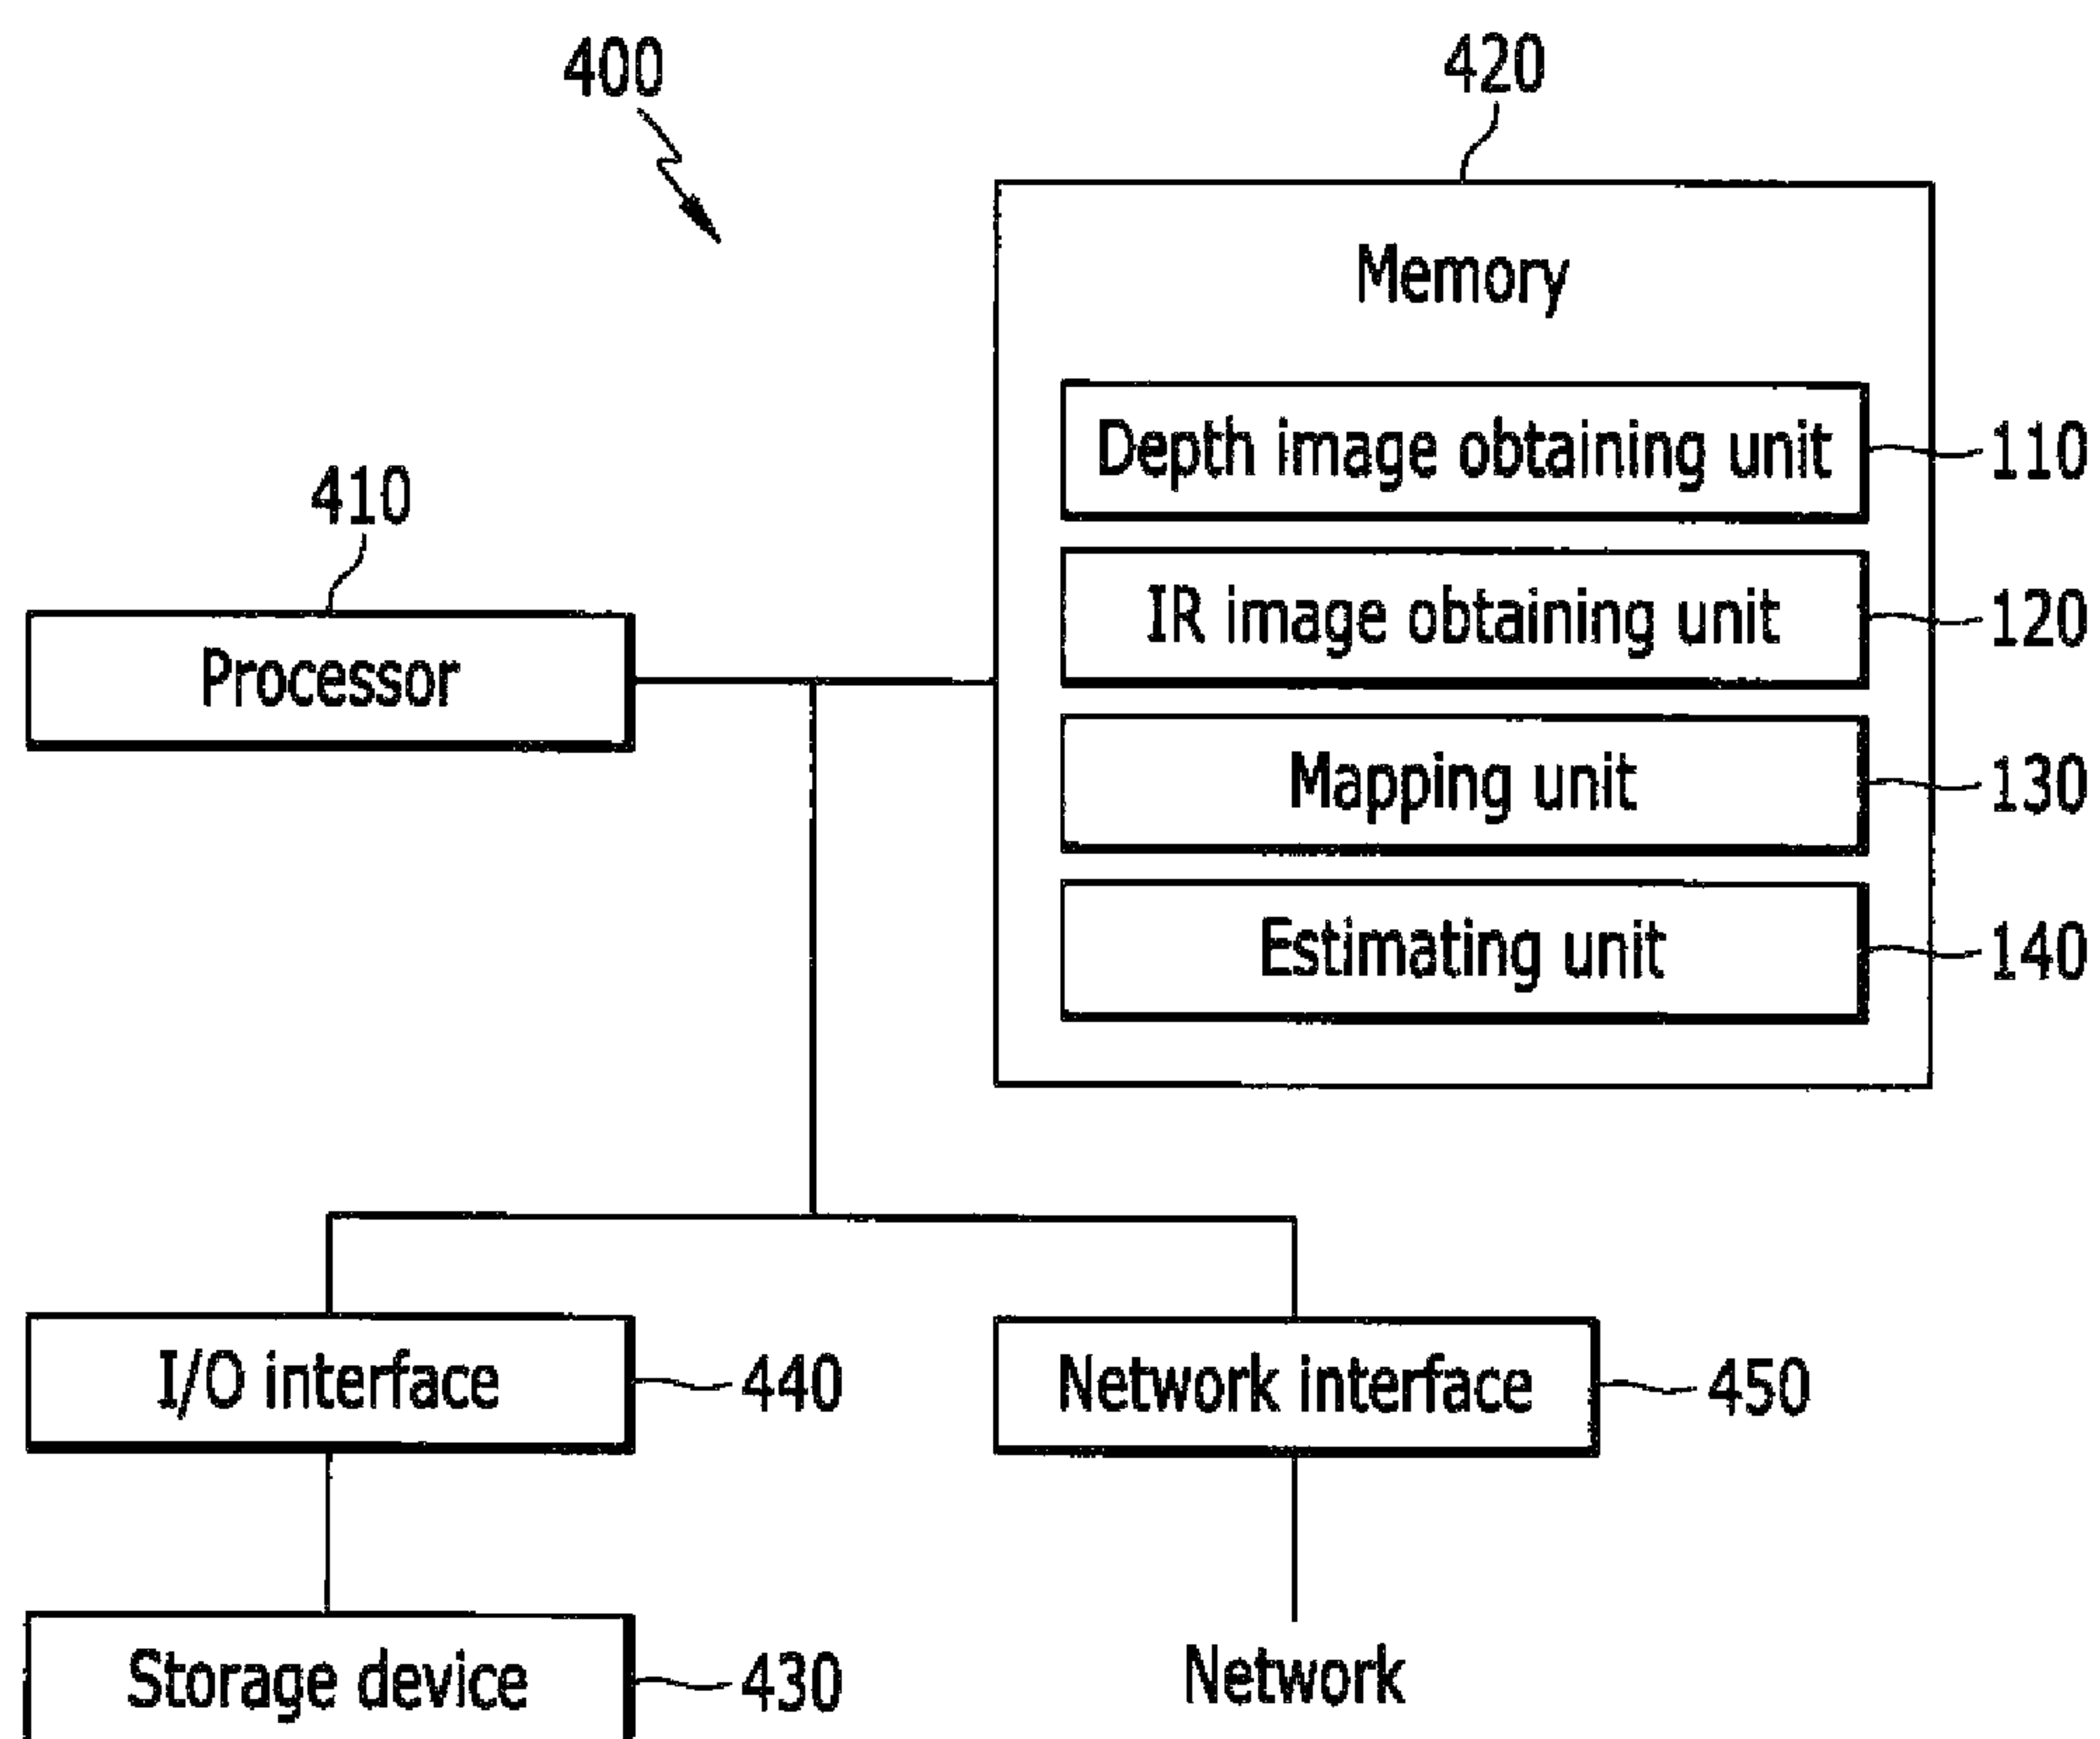 400
420
Memory
Depth image obtaining unit
110
410
IR image obtaining unit
120
Processor
Mapping unit
130
Estimating unit
140
I/O interface
440
Network interface
450
Storage device
430
Network